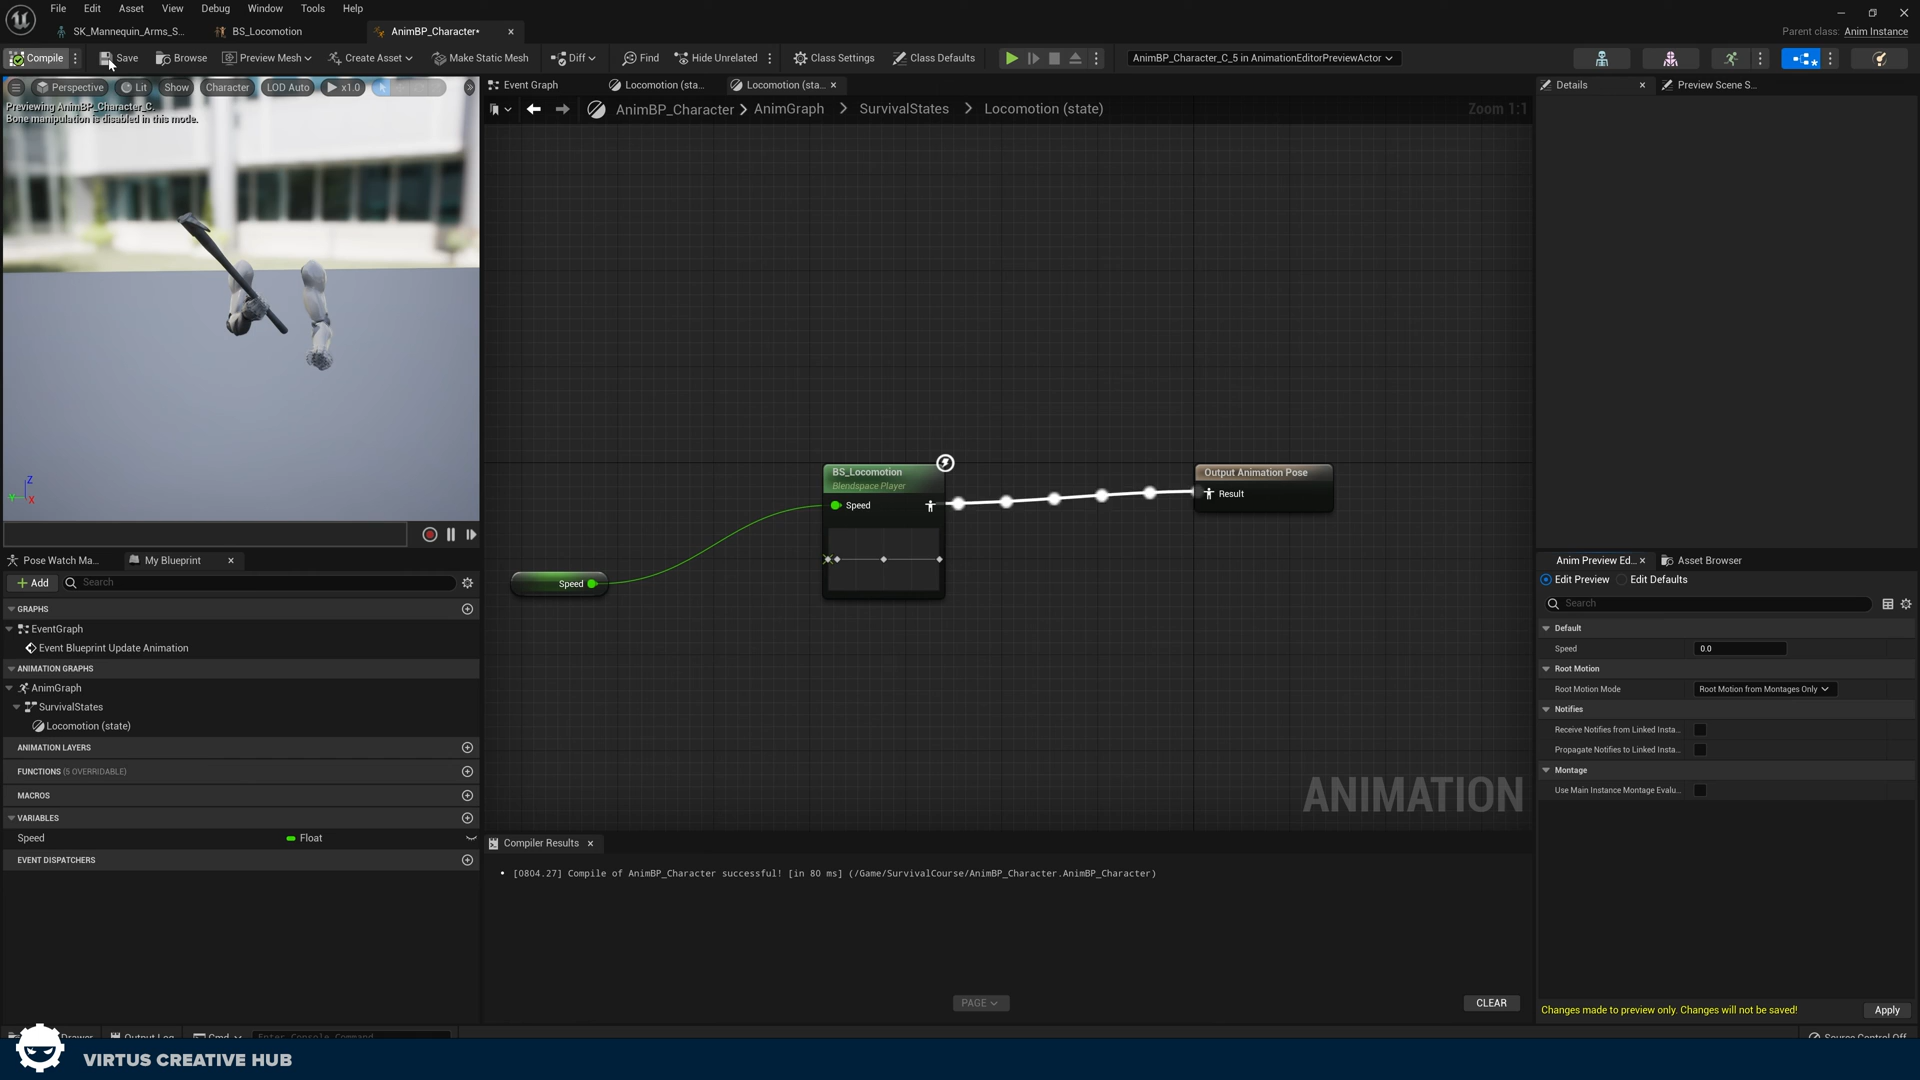 File Edit View Asset Debug Window Tools Help
SK_Mannequin_Arms_S...
BS_Locomotion
AnimBP_Character*
Parent class: Anim Instance
Compile
Save
Browse
Preview Mesh
Create Asset
Make Static Mesh
Diff
Find
Hide Unrelated
Class Settings
Class Defaults
AnimBP_Character_C_5 in AnimationEditorPreviewActor
Perspective
Lit
Show
Character
LOD Auto
x1.0
Previewing AnimBP_Character_C.
Bone manipulation is disabled in this mode.
Z
Y
X
Event Graph
Locomotion (sta...
Locomotion (sta...
AnimBP_Character > AnimGraph > SurvivalStates > Locomotion (state)
Zoom 1:1
BS_Locomotion
Blendspace Player
Speed
Speed
Output Animation Pose
Result
ANIMATION
Pose Watch Ma...
My Blueprint
Add
Search
GRAPHS
EventGraph
Event Blueprint Update Animation
ANIMATION GRAPHS
AnimGraph
SurvivalStates
Locomotion (state)
ANIMATION LAYERS
FUNCTIONS (5 OVERRIDABLE)
MACROS
VARIABLES
Speed
Float
EVENT DISPATCHERS
Compiler Results
[0804.27] Compile of AnimBP_Character successful! [in 80 ms] (/Game/SurvivalCourse/AnimBP_Character.AnimBP_Character)
PAGE
CLEAR
Details
Preview Scene S...
Anim Preview Ed...
Asset Browser
Edit Preview
Edit Defaults
Search
Default
Speed
0.0
Root Motion
Root Motion Mode
Root Motion from Montages Only
Notifies
Receive Notifies from Linked Insta...
Propagate Notifies to Linked Insta...
Montage
Use Main Instance Montage Evalu...
Changes made to preview only. Changes will not be saved!
Apply
Output Log
Cmd
Enter Console Command
Source Control Off
VIRTUS CREATIVE HUB